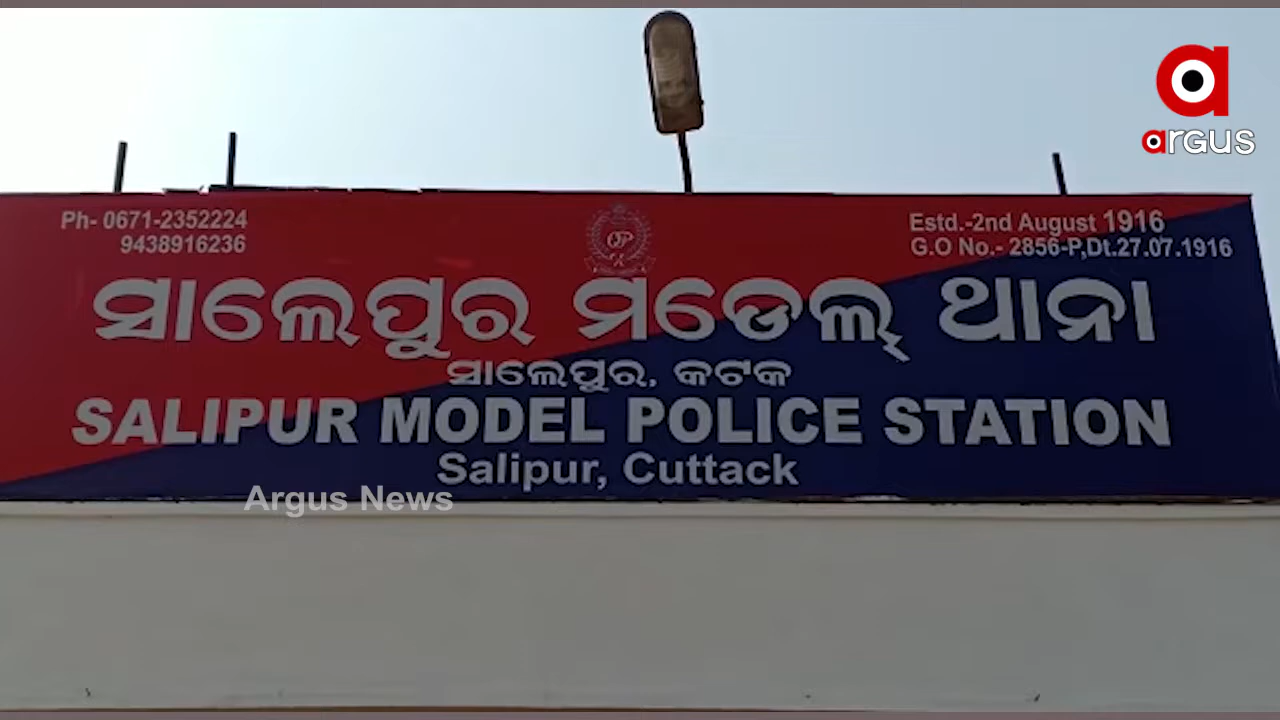 argus
Ph- 0671-2352224
9438916236
OP
Estd.-2nd August 1916
G.O No.- 2856-P,Dt.27.07.1916
ସାଲେପୁର ମଡେଲ୍ ଥାନା
ସାଲେପୁର, କଟକ
SALIPUR MODEL POLICE STATION
Salipur, Cuttack
Argus News